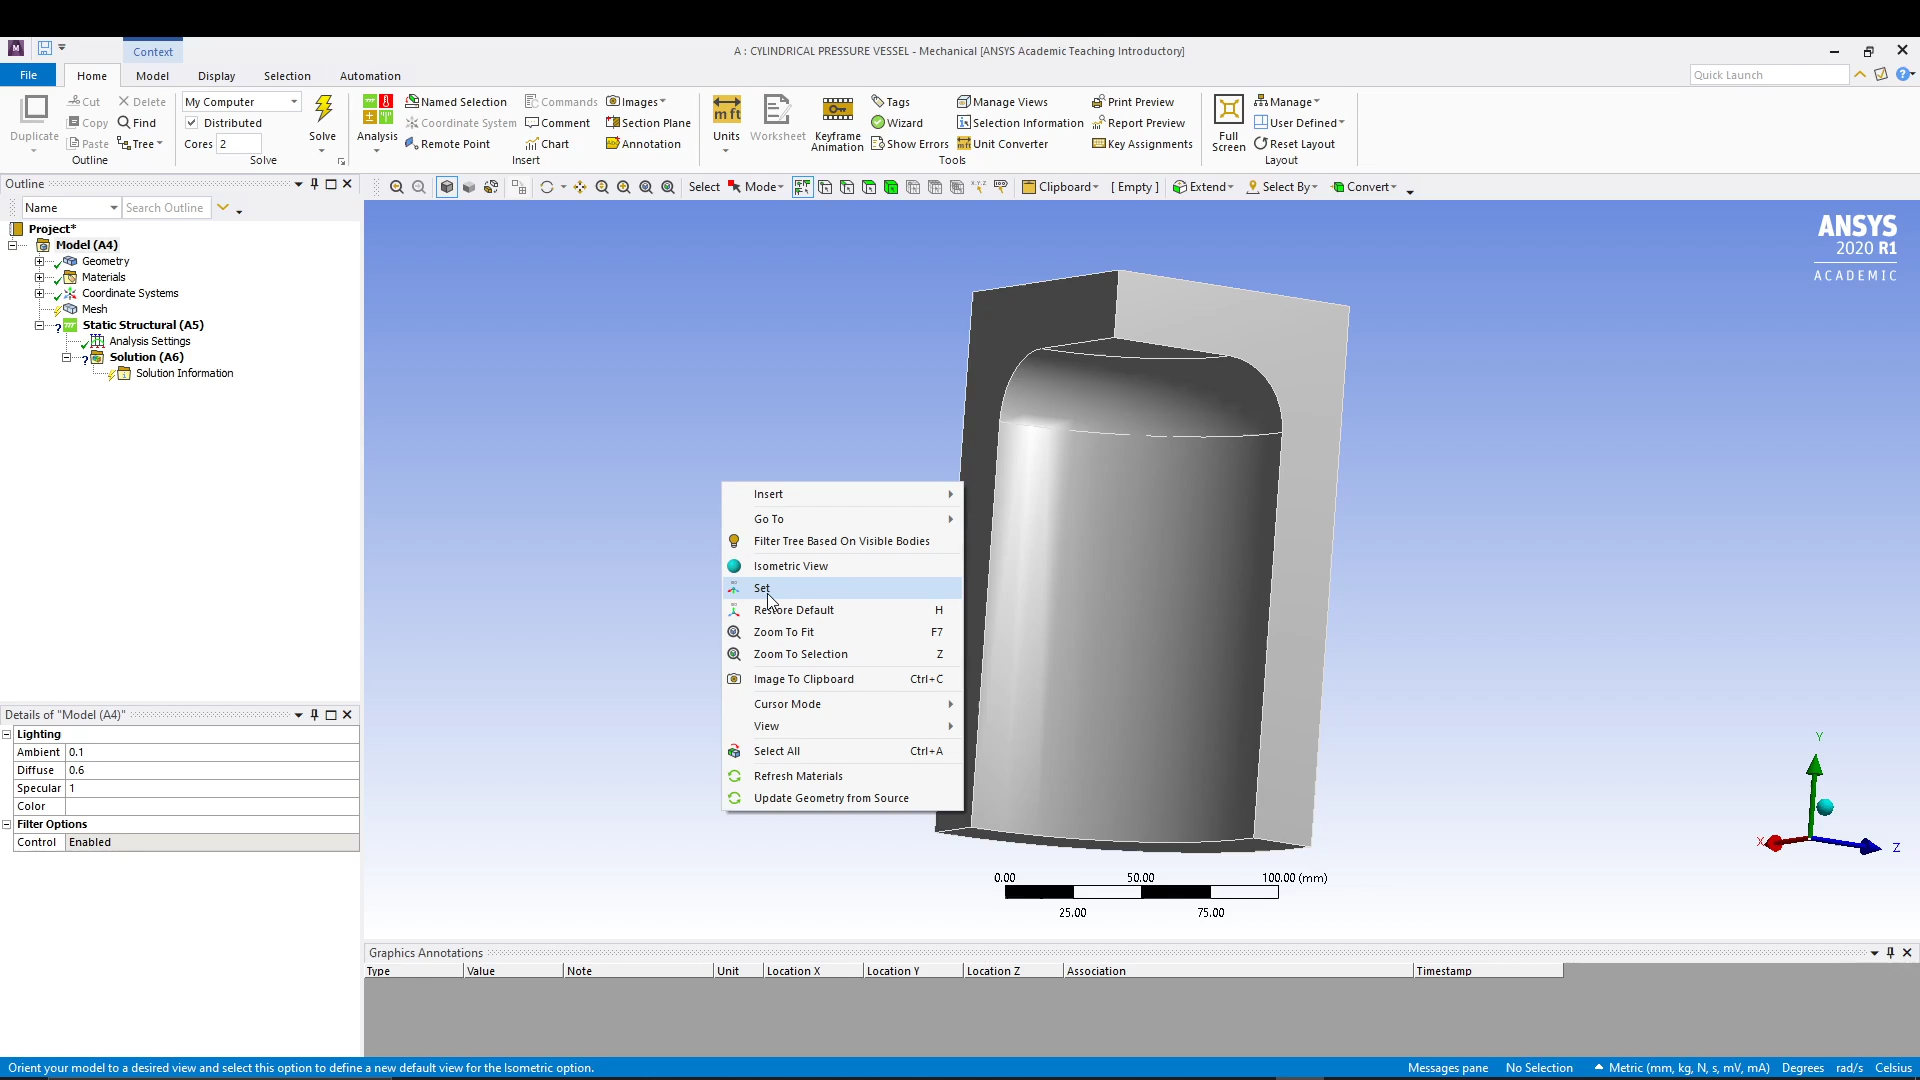 Context
A : CYLINDRICAL PRESSURE VESSEL - Mechanical [ANSYS Academic Teaching Introductory]
File Home Model Display Selection Automation
Quick Launch
Duplicate
Cut
Copy
Paste
Delete
Find
Tree
Outline
My Computer
Distributed
Cores 2
Solve
Solve
Analysis
Named Selection
Coordinate System
Remote Point
Commands
Comment
Chart
Images
Section Plane
Annotation
Insert
Units
mft
Worksheet
Keyframe
Animation
Tags
Wizard
Show Errors
Manage Views
Selection Information
Unit Converter
Print Preview
Report Preview
Key Assignments
Tools
Full
Screen
Manage
User Defined
Reset Layout
Layout
Outline
Name Search Outline
Select Mode Clipboard [ Empty ] Extend Select By Convert
Project*
Model (A4)
Geometry
Materials
Coordinate Systems
Mesh
Static Structural (A5)
Analysis Settings
Solution (A6)
Solution Information
ANSYS
2020 R1
ACADEMIC
Insert
Go To
Filter Tree Based On Visible Bodies
Isometric View
Set
Restore Default H
Zoom To Fit F7
Zoom To Selection Z
Image To Clipboard Ctrl+C
Cursor Mode
View
Select All Ctrl+A
Refresh Materials
Update Geometry from Source
Y
X
Z
0.00 50.00 100.00 (mm)
25.00 75.00
Details of "Model (A4)"
Lighting
Ambient 0.1
Diffuse 0.6
Specular 1
Color
Filter Options
Control Enabled
Graphics Annotations
Type Value Note Unit Location X Location Y Location Z Association Timestamp
Orient your model to a desired view and select this option to define a new default view for the Isometric option.
Messages pane No Selection Metric (mm, kg, N, s, mV, mA) Degrees rad/s Celsius